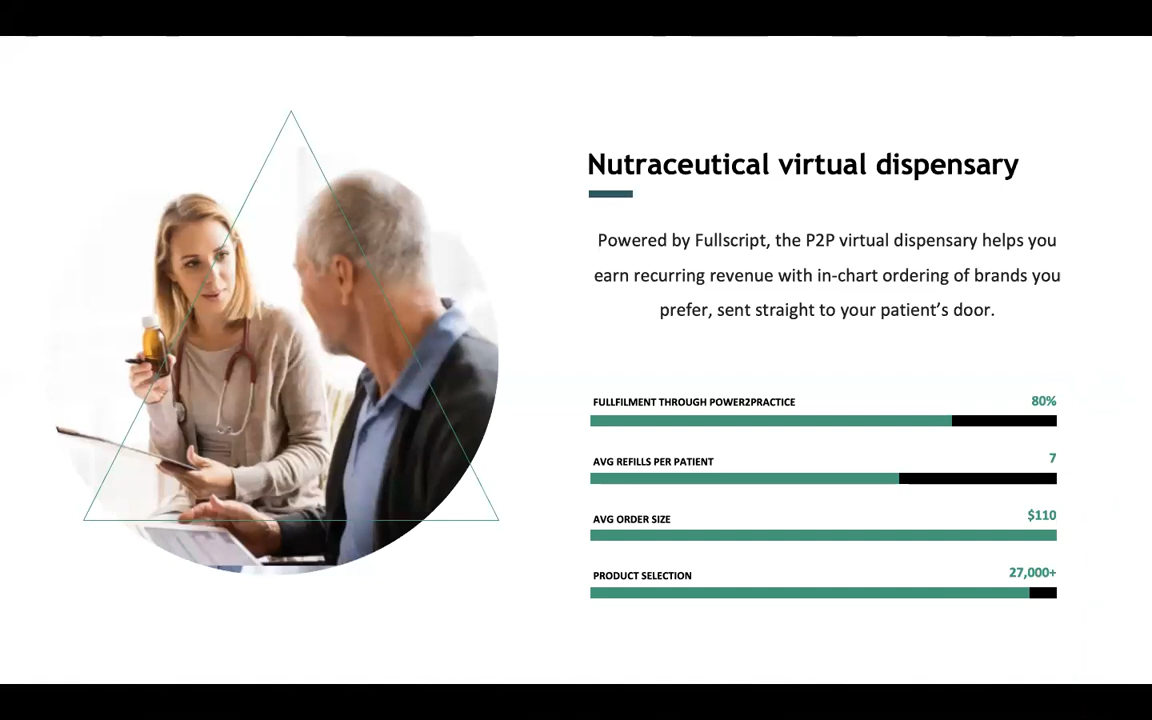 Nutraceutical virtual dispensary
Powered by Fullscript, the P2P virtual dispensary helps you
earn recurring revenue with in-chart ordering of brands you
prefer, sent straight to your patient's door.
FULLFILMENT THROUGH POWER2PRACTICE 80%
AVG REFILLS PER PATIENT 7
AVG ORDER SIZE $110
PRODUCT SELECTION 27,000+